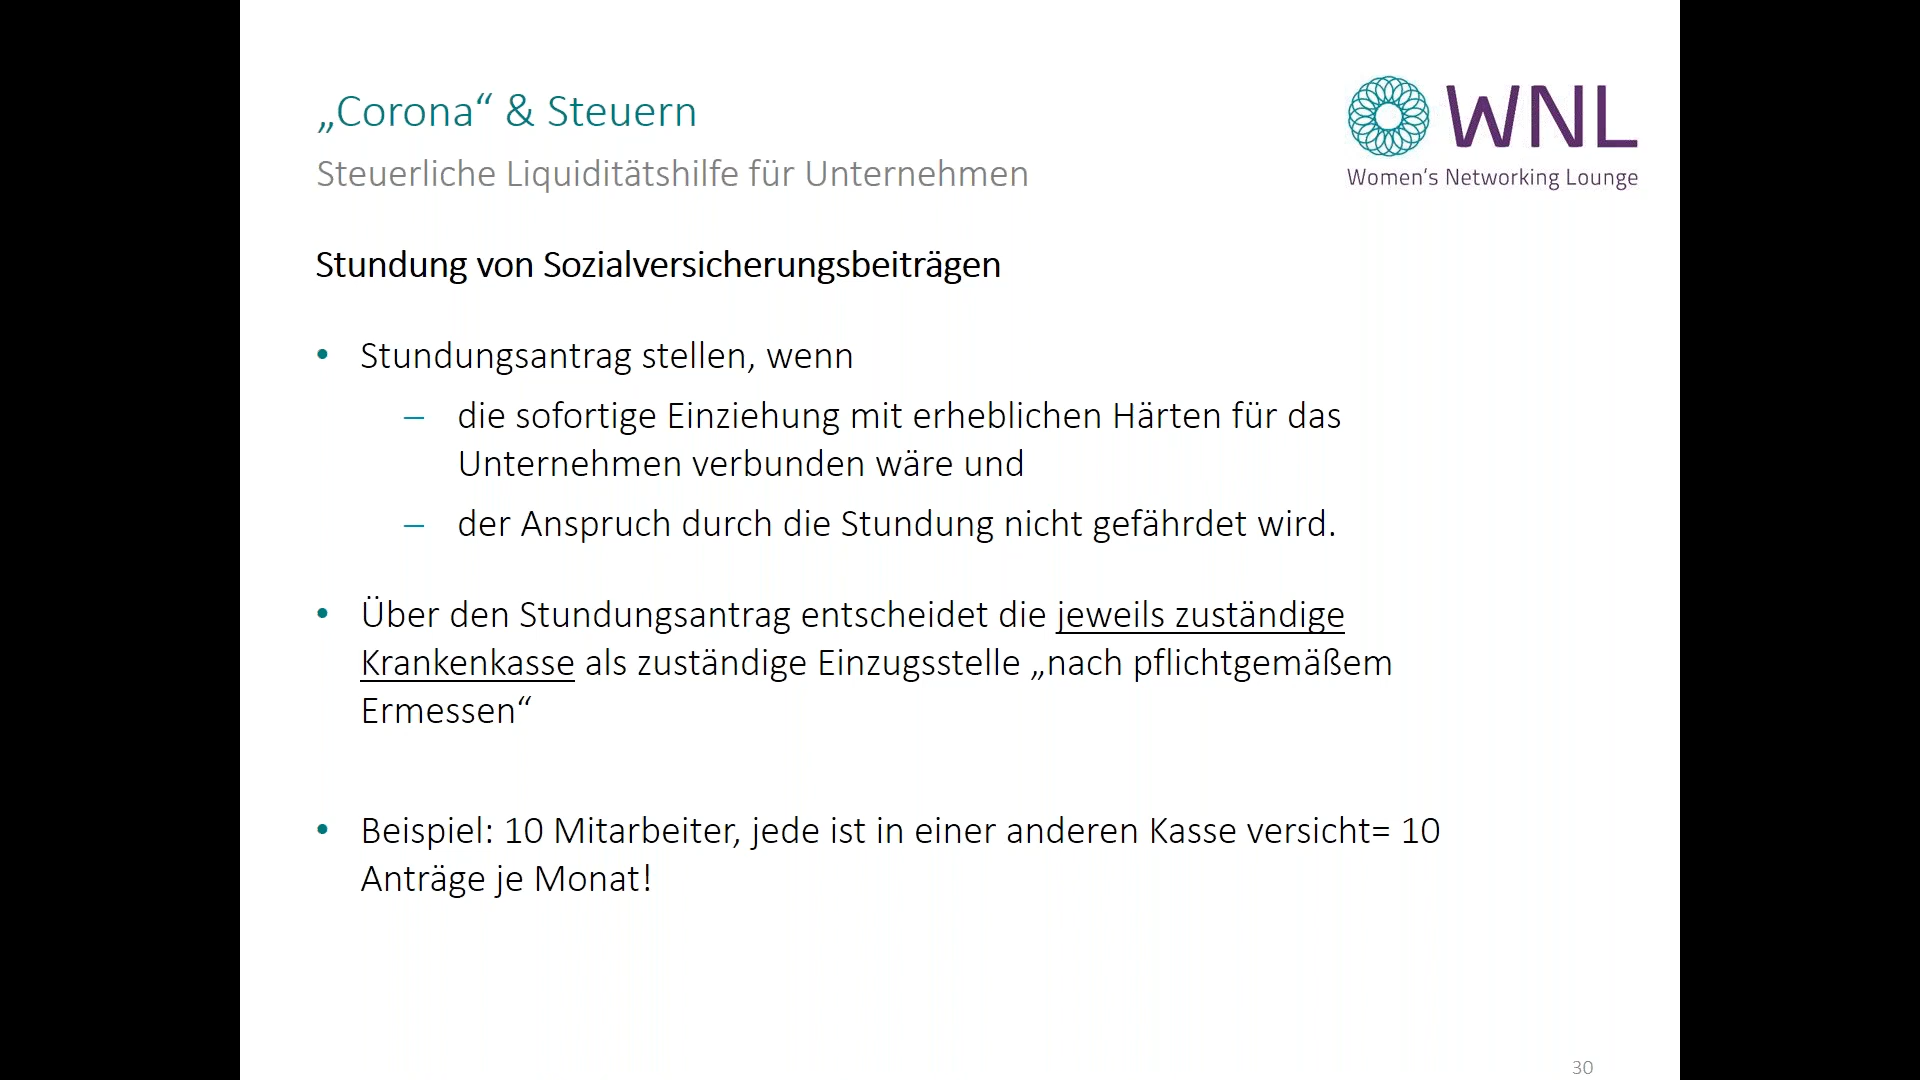 „Corona“ & Steuern
Steuerliche Liquiditätshilfe für Unternehmen
WNL
Women's Networking Lounge
Stundung von Sozialversicherungsbeiträgen
• Stundungsantrag stellen, wenn
– die sofortige Einziehung mit erheblichen Härten für das
Unternehmen verbunden wäre und
– der Anspruch durch die Stundung nicht gefährdet wird.
• Über den Stundungsantrag entscheidet die jeweils zuständige
Krankenkasse als zuständige Einzugsstelle „nach pflichtgemäßem
Ermessen“
• Beispiel: 10 Mitarbeiter, jede ist in einer anderen Kasse versicht= 10
Anträge je Monat!
30